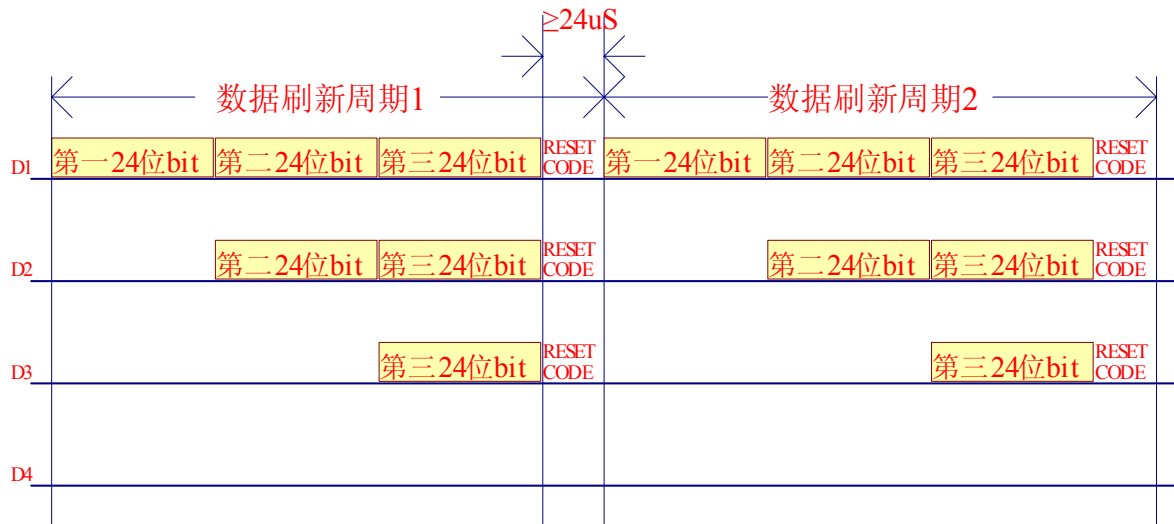 ≥24uS
数据刷新周期1 数据刷新周期2
D1 第一24位bit 第二24位bit 第三24位bit RESET CODE 第一24位bit 第二24位bit 第三24位bit RESET CODE
D2 第二24位bit 第三24位bit RESET CODE 第二24位bit 第三24位bit RESET CODE
D3 第三24位bit RESET CODE 第三24位bit RESET CODE
D4